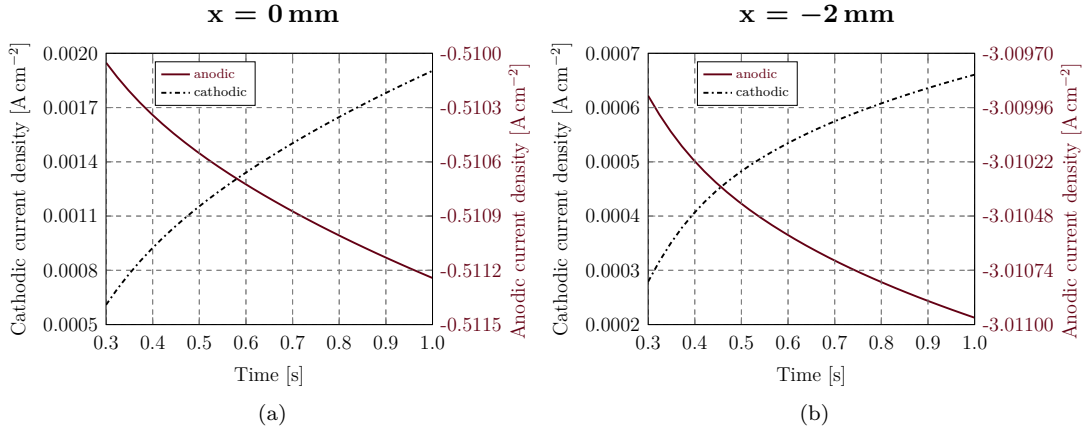 x = 0 mm
Cathodic current density [A cm⁻²]
0.0020
0.0017
0.0014
0.0011
0.0008
0.0005
anodic
cathodic
-0.5100
-0.5103
-0.5106
-0.5109
-0.5112
-0.5115
Anodic current density [A cm⁻²]
0.3 0.4 0.5 0.6 0.7 0.8 0.9 1.0
Time [s]
(a)
x = −2 mm
Cathodic current density [A cm⁻²]
0.0007
0.0006
0.0005
0.0004
0.0003
0.0002
anodic
cathodic
-3.00970
-3.00996
-3.01022
-3.01048
-3.01074
-3.01100
Anodic current density [A cm⁻²]
0.3 0.4 0.5 0.6 0.7 0.8 0.9 1.0
Time [s]
(b)